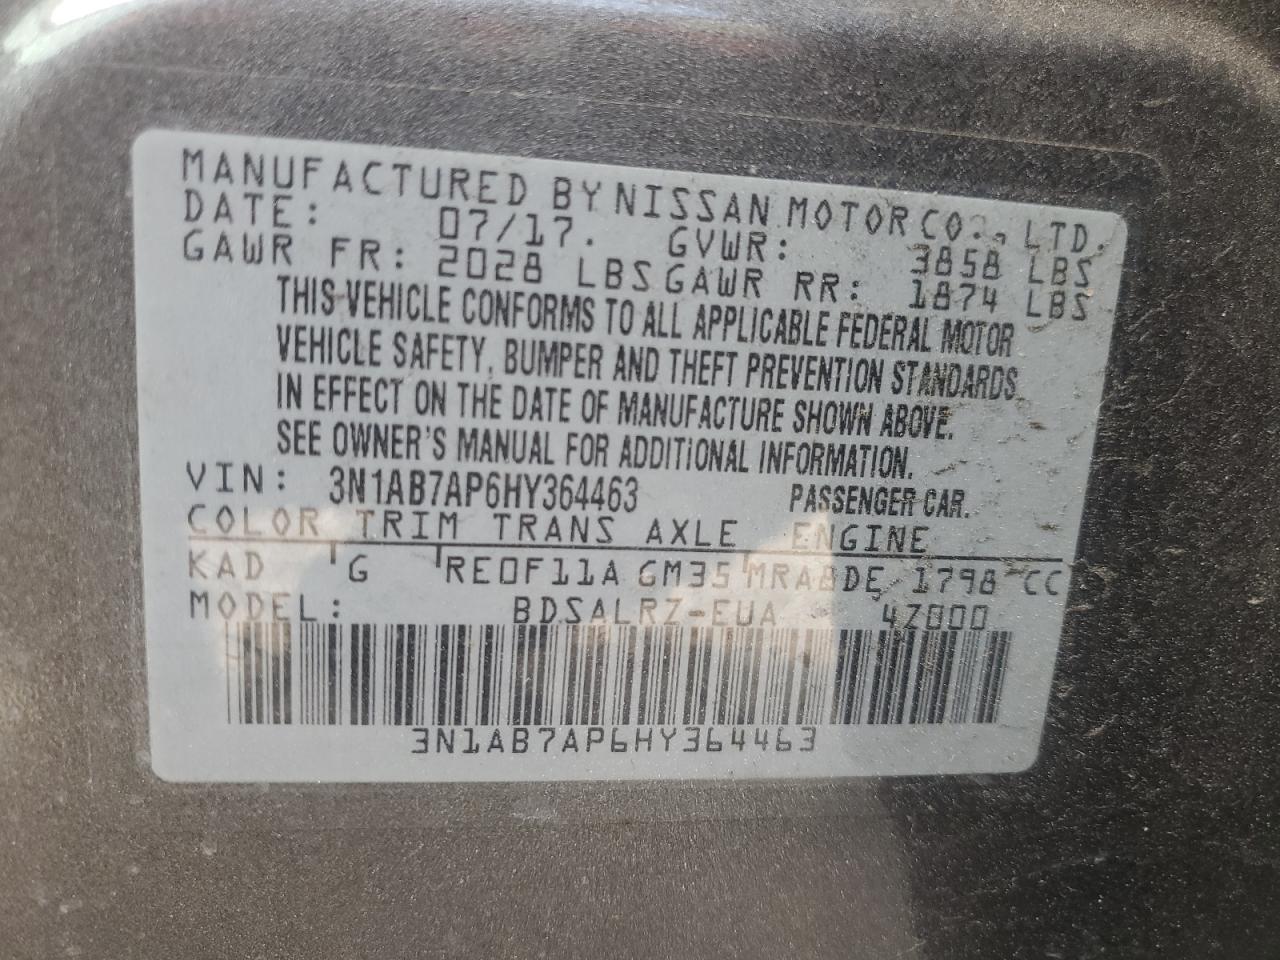 MANUFACTURED BY NISSAN MOTOR CO., LTD.
DATE: 07/17. GVWR: 3858 LBS
GAWR FR: 2028 LBS GAWR RR: 1874 LBS
THIS VEHICLE CONFORMS TO ALL APPLICABLE FEDERAL MOTOR
VEHICLE SAFETY, BUMPER AND THEFT PREVENTION STANDARDS
IN EFFECT ON THE DATE OF MANUFACTURE SHOWN ABOVE.
SEE OWNER'S MANUAL FOR ADDITIONAL INFORMATION.
VIN: 3N1AB7AP6HY364463 PASSENGER CAR.
COLOR TRIM TRANS AXLE ENGINE
KAD G RE0F11A GM35 MRA8DE 1798 CC
MODEL: BDSALRZ-EUA 47800
3N1AB7AP6HY364463